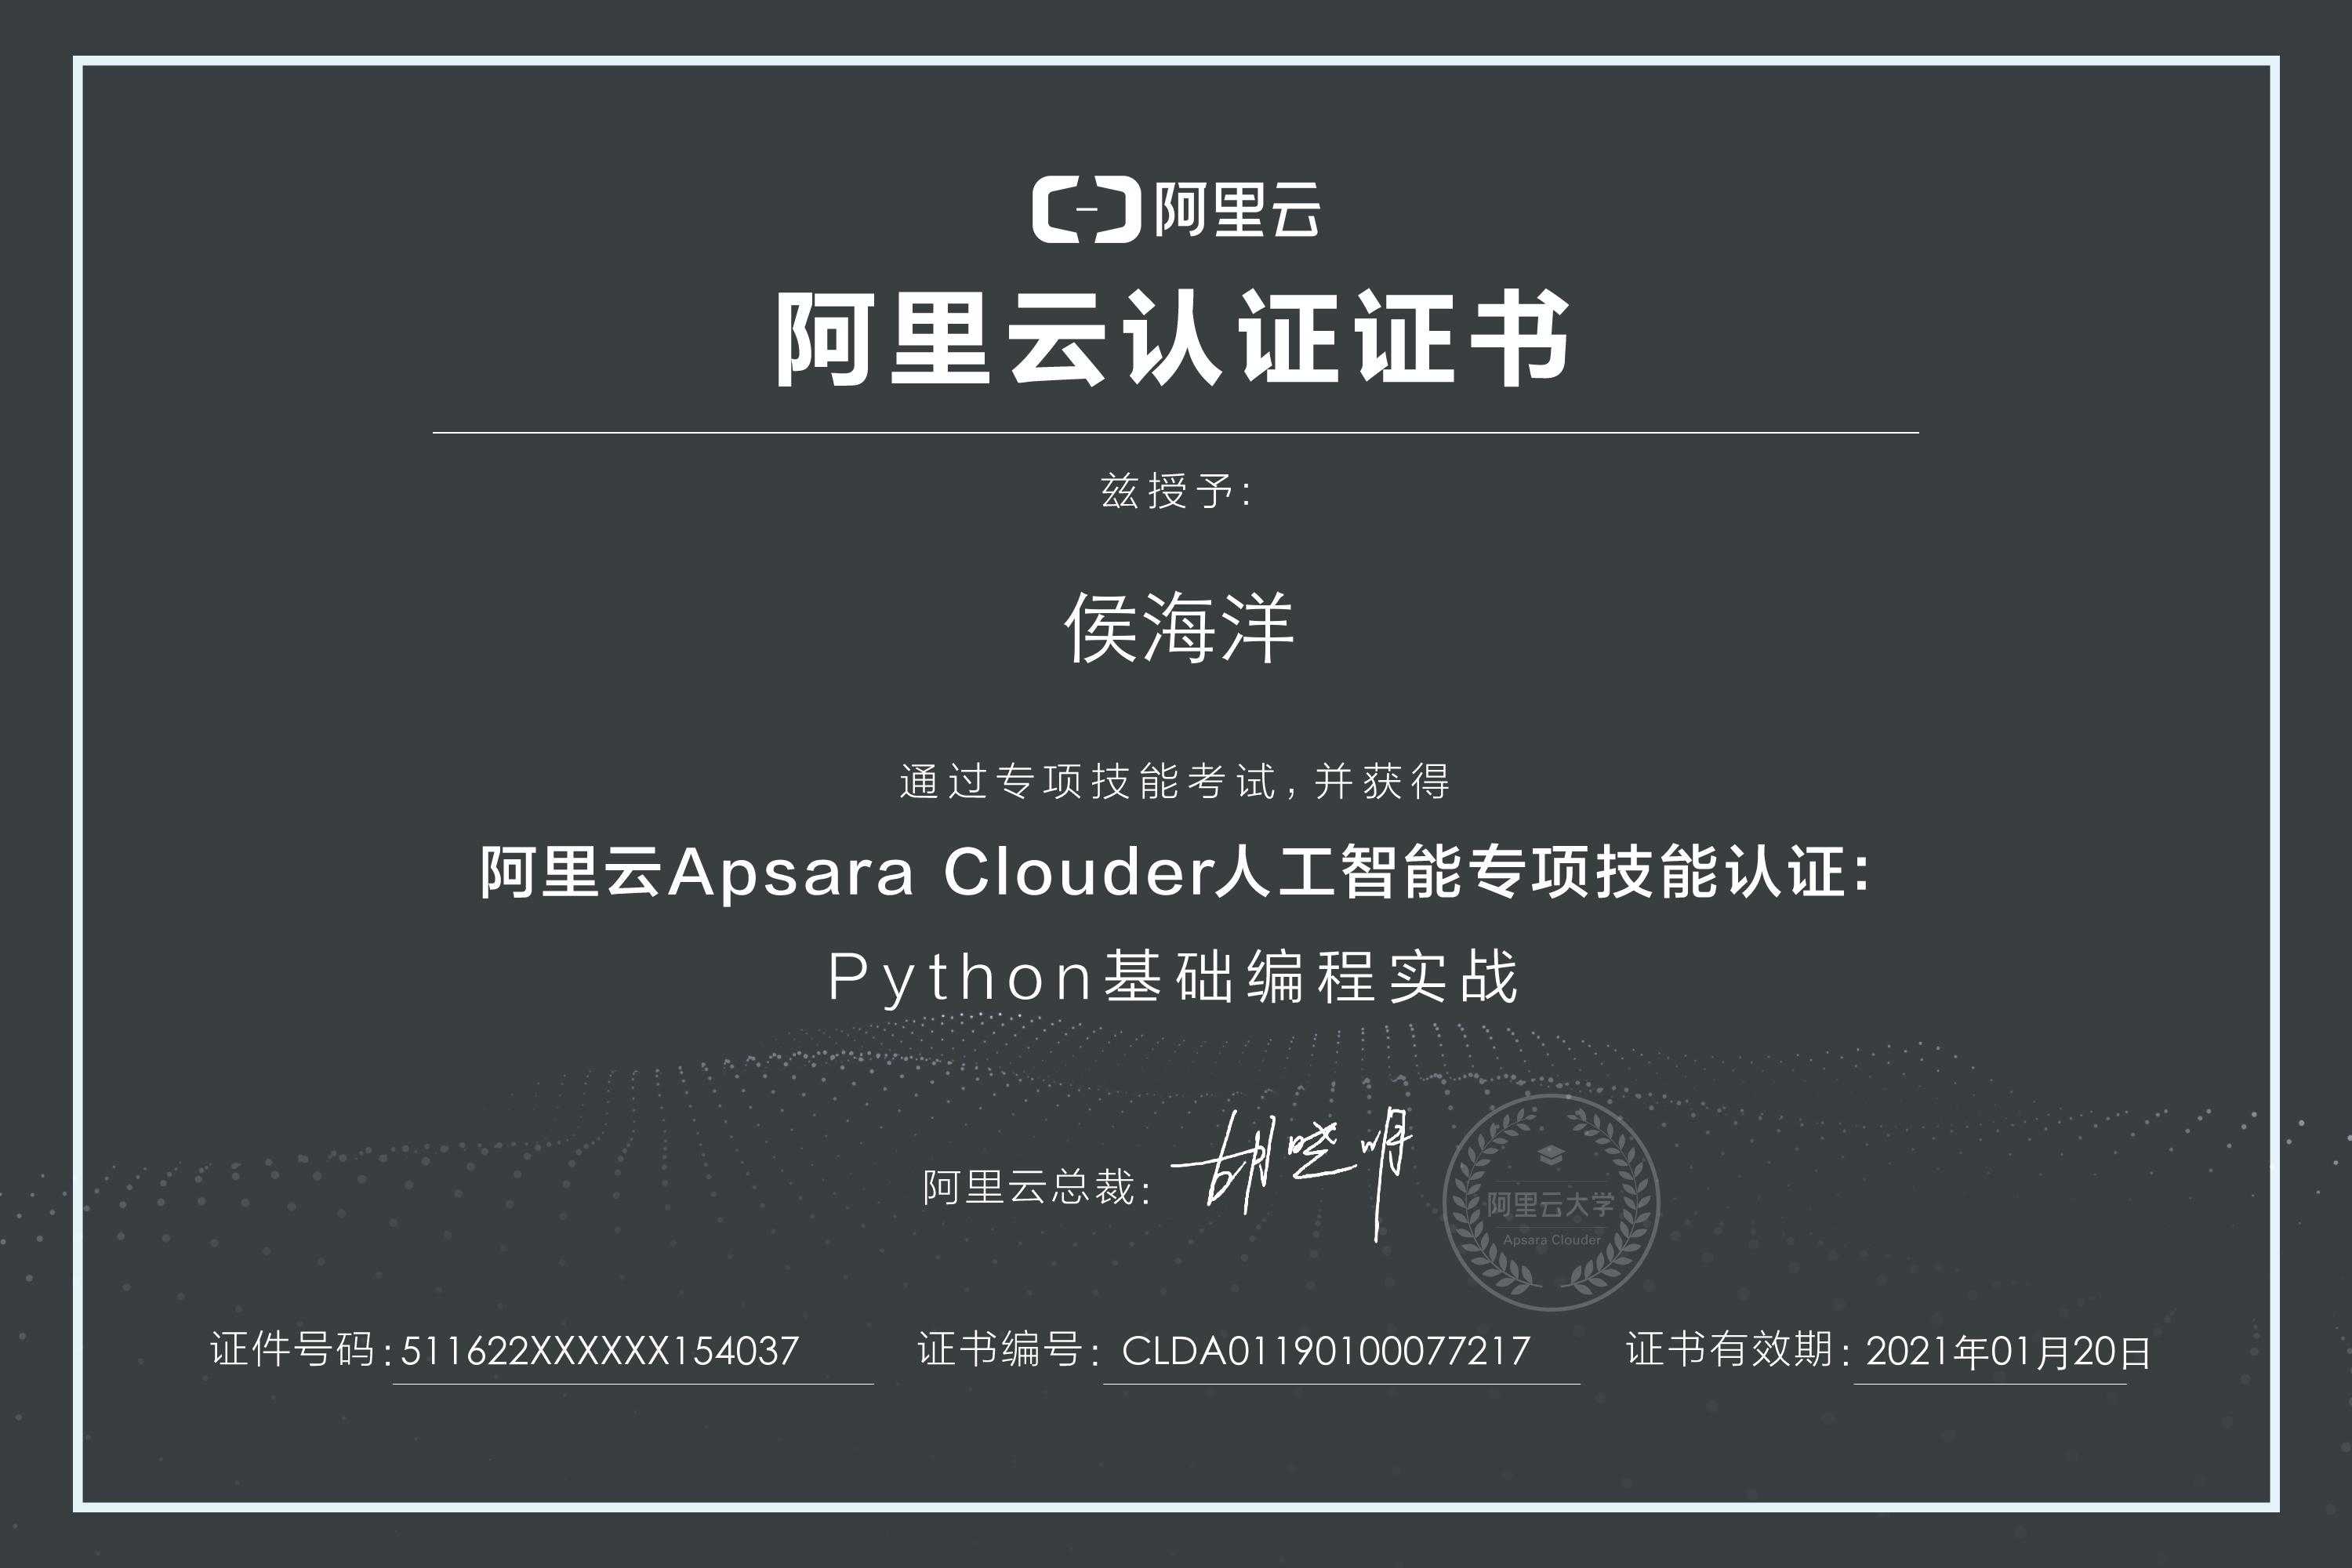 阿里云
阿里云认证证书
兹授予:
侯海洋
通过专项技能考试,并获得
阿里云Apsara Clouder人工智能专项技能认证:
Python基础编程实战
阿里云总裁:
阿里云大学
Apsara Clouder
证件号码:511622XXXXXXX154037 证书编号: CLDA01190100077217 证书有效期:2021年01月20日